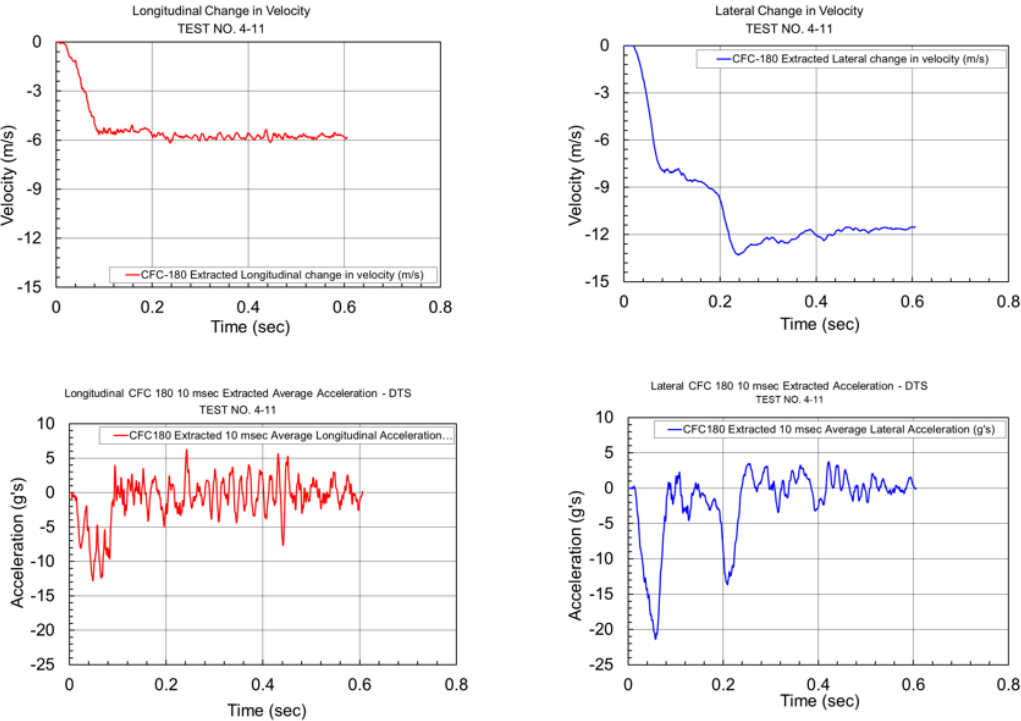 Longitudinal Change in Velocity
TEST NO. 4-11
0
-3
-6
-9
-12
-15
Velocity (m/s)
CFC-180 Extracted Longitudinal change in velocity (m/s)
0 0.2 0.4 0.6 0.8
Time (sec)
Lateral Change in Velocity
TEST NO. 4-11
CFC-180 Extracted Lateral change in velocity (m/s)
0
-3
-6
-9
-12
-15
Velocity (m/s)
0 0.2 0.4 0.6 0.8
Time (sec)
Longitudinal CFC 180 10 msec Extracted Average Acceleration - DTS
TEST NO. 4-11
CFC180 Extracted 10 msec Average Longitudinal Acceleration...
10
5
0
-5
-10
-15
-20
-25
Acceleration (g's)
0 0.2 0.4 0.6 0.8
Time (sec)
Lateral CFC 180 10 msec Extracted Acceleration - DTS
TEST NO. 4-11
CFC180 Extracted 10 msec Average Lateral Acceleration (g's)
10
5
0
-5
-10
-15
-20
-25
Acceleration (g's)
0 0.2 0.4 0.6 0.8
Time (sec)